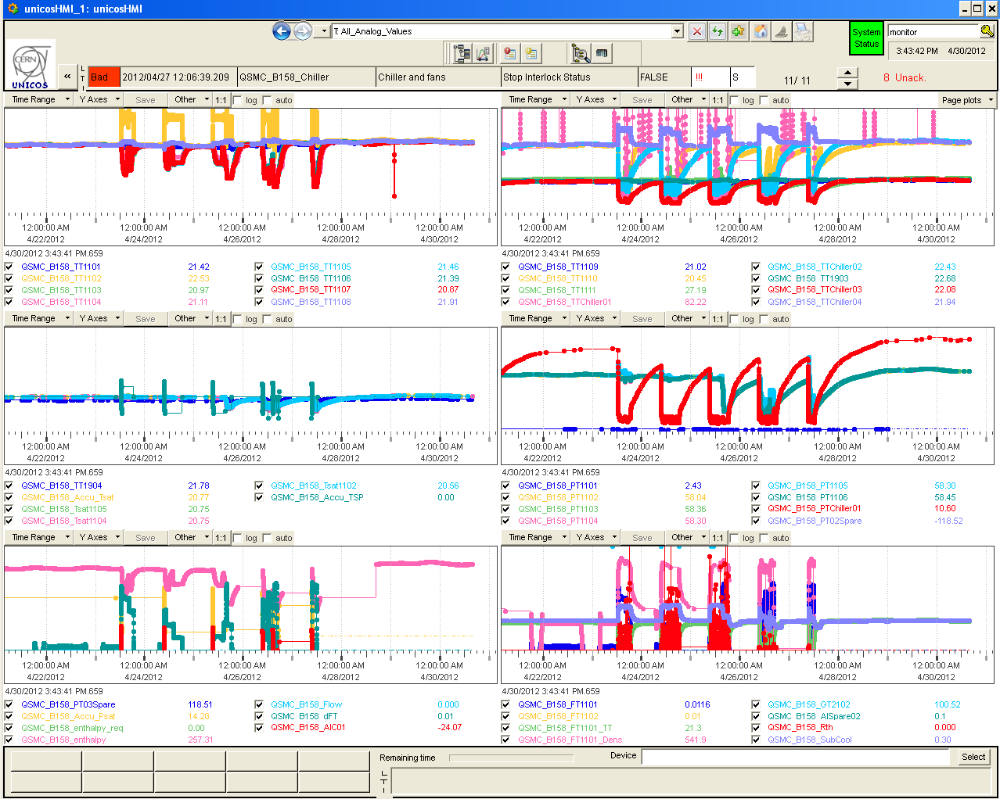 unicosHMI_1: unicosHMI
T: All_Analog_Values
System Status
monitor
3:43:42 PM 4/30/2012
CERN
UNICOS
«
L
T
I
Bad 2012/04/27 12:06:39.209 QSMC_B158_Chiller Chiller and fans Stop Interlock Status FALSE !!! S
11/ 11
8 Unack.
Time Range Y Axes Save Other 1:1 log auto
12:00:00 AM 12:00:00 AM 12:00:00 AM 12:00:00 AM 12:00:00 AM
4/22/2012 4/24/2012 4/26/2012 4/28/2012 4/30/2012
4/30/2012 3:43:41 PM.659
QSMC_B158_TT1101 21.42 QSMC_B158_TT1105 21.46
QSMC_B158_TT1102 22.53 QSMC_B158_TT1106 21.39
QSMC_B158_TT1103 20.97 QSMC_B158_TT1107 20.87
QSMC_B158_TT1104 21.11 QSMC_B158_TT1108 21.91
Time Range Y Axes Save Other 1:1 log auto Page plots
12:00:00 AM 12:00:00 AM 12:00:00 AM 12:00:00 AM 12:00:00 AM
4/22/2012 4/24/2012 4/26/2012 4/28/2012 4/30/2012
4/30/2012 3:43:41 PM.659
QSMC_B158_TT1109 21.02 QSMC_B158_TTChiller02 22.43
QSMC_B158_TT1110 20.45 QSMC_B158_TT1903 22.68
QSMC_B158_TT1111 27.19 QSMC_B158_TTChiller03 22.08
QSMC_B158_TTChiller01 82.22 QSMC_B158_TTChiller04 21.94
Time Range Y Axes Save Other 1:1 log auto
12:00:00 AM 12:00:00 AM 12:00:00 AM 12:00:00 AM 12:00:00 AM
4/22/2012 4/24/2012 4/26/2012 4/28/2012 4/30/2012
4/30/2012 3:43:41 PM.659
QSMC_B158_TT1904 21.78 QSMC_B158_Tsat1102 20.56
QSMC_B158_Accu_Tsat 20.77 QSMC_B158_Accu_TSP 0.00
QSMC_B158_Tsat1105 20.75
QSMC_B158_Tsat1104 20.75
Time Range Y Axes Save Other 1:1 log auto
12:00:00 AM 12:00:00 AM 12:00:00 AM 12:00:00 AM 12:00:00 AM
4/22/2012 4/24/2012 4/26/2012 4/28/2012 4/30/2012
4/30/2012 3:43:41 PM.659
QSMC_B158_PT1101 2.43 QSMC_B158_PT1105 58.30
QSMC_B158_PT1102 58.04 QSMC_B158_PT1106 58.45
QSMC_B158_PT1103 58.36 QSMC_B158_PTChiller01 10.60
QSMC_B158_PT1104 58.30 QSMC_B158_PT02Spare -118.52
Time Range Y Axes Save Other 1:1 log auto
12:00:00 AM 12:00:00 AM 12:00:00 AM 12:00:00 AM 12:00:00 AM
4/22/2012 4/24/2012 4/26/2012 4/28/2012 4/30/2012
4/30/2012 3:43:41 PM.659
QSMC_B158_PT03Spare 118.51 QSMC_B158_Flow 0.000
QSMC_B158_Accu_Psat 14.28 QSMC_B158_dFT 0.01
QSMC_B158_enthalpy_req 0.00 QSMC_B158_AIC01 -24.07
QSMC_B158_enthalpy 257.31
Time Range Y Axes Save Other 1:1 log auto
12:00:00 AM 12:00:00 AM 12:00:00 AM 12:00:00 AM 12:00:00 AM
4/22/2012 4/24/2012 4/26/2012 4/28/2012 4/30/2012
4/30/2012 3:43:41 PM.659
QSMC_B158_FT1101 0.0116 QSMC_B158_GT2102 100.52
QSMC_B158_FT1102 0.01 QSMC_B158_AISpare02 0.1
QSMC_B158_FT1101_TT 21.3 QSMC_B158_Rth 0.000
QSMC_B158_FT1101_Dens 541.9 QSMC_B158_SubCool 0.30
Remaining time
Device
Select
L
T
I